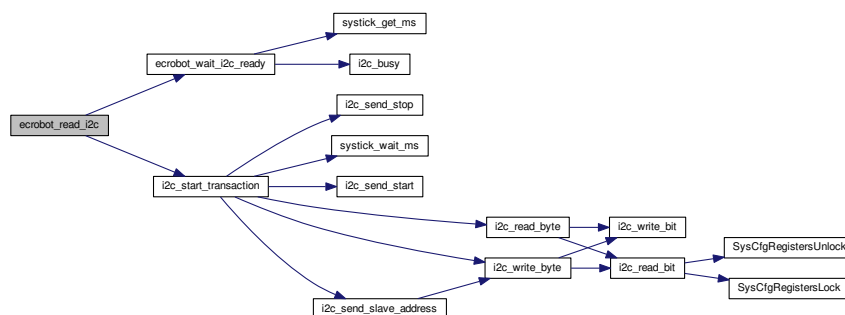 systick_get_ms
ecrobot_wait_i2c_ready
i2c_busy
ecrobot_read_i2c
i2c_send_stop
systick_wait_ms
i2c_start_transaction
i2c_send_start
i2c_read_byte
i2c_write_bit
SysCfgRegistersUnlock
i2c_write_byte
i2c_read_bit
SysCfgRegistersLock
i2c_send_slave_address